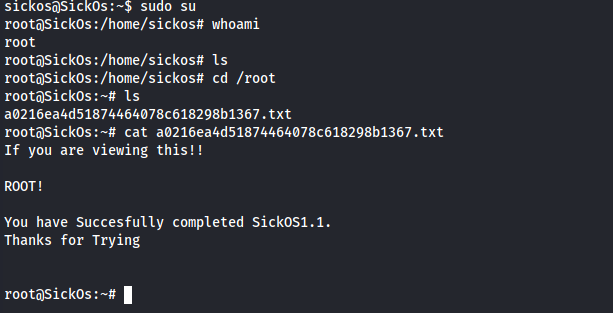 sickos@SickOs:~$ sudo su
root@SickOs:/home/sickos# whoami
root
root@SickOs:/home/sickos# ls
root@SickOs:/home/sickos# cd /root
root@SickOs:~# ls
a0216ea4d51874464078c618298b1367.txt
root@SickOs:~# cat a0216ea4d51874464078c618298b1367.txt
If you are viewing this!!
ROOT!
You have Succesfully completed SickOS1.1.
Thanks for Trying
root@SickOs:~#